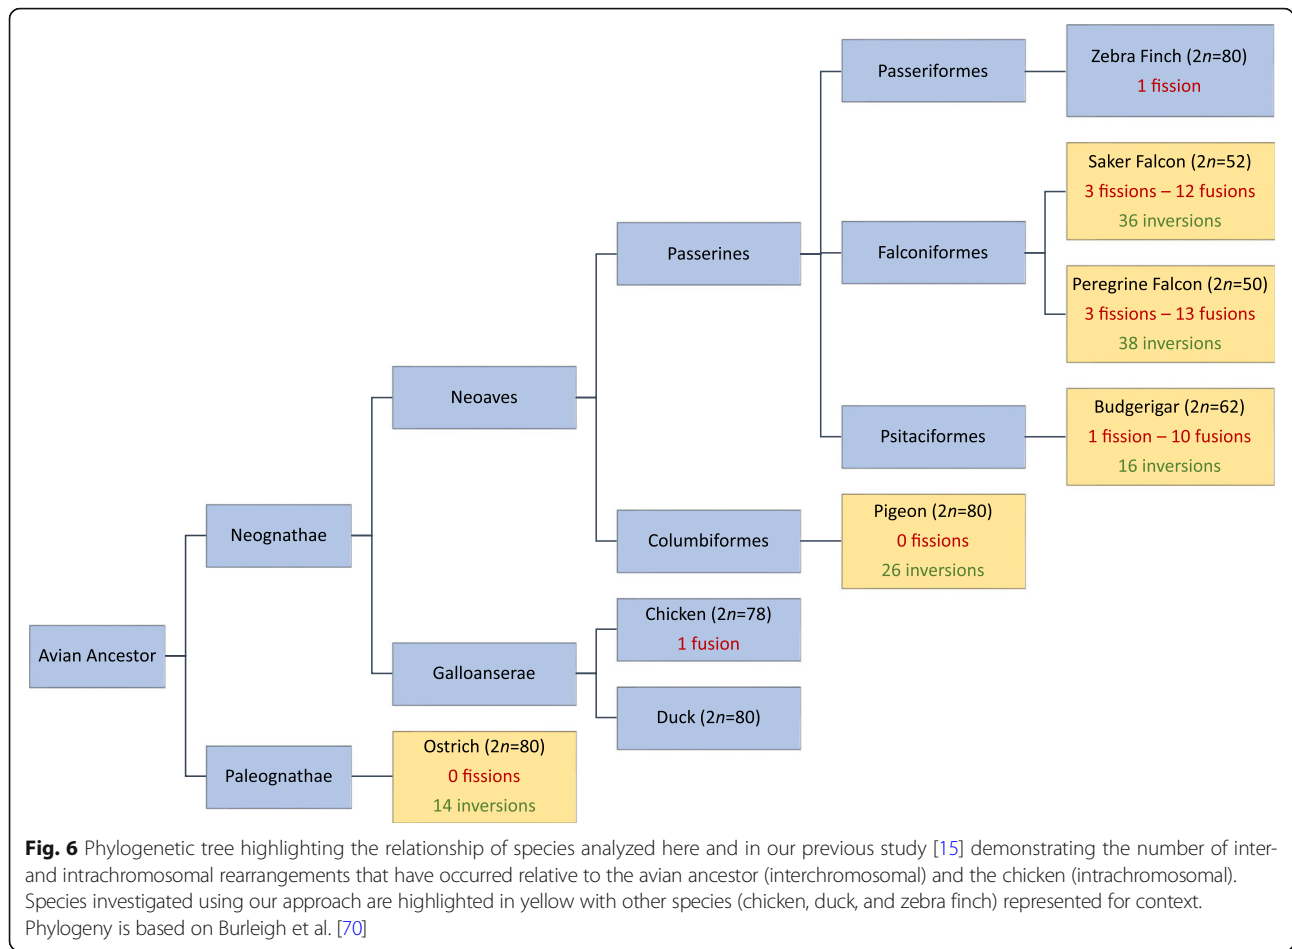 Passeriformes
Zebra Finch (2n=80)
1 fission
Saker Falcon (2n=52)
3 fissions – 12 fusions
36 inversions
Passerines
Falconiformes
Peregrine Falcon (2n=50)
3 fissions – 13 fusions
38 inversions
Neoaves
Psitaciformes
Budgerigar (2n=62)
1 fission – 10 fusions
16 inversions
Neognathae
Columbiformes
Pigeon (2n=80)
0 fissions
26 inversions
Avian Ancestor
Galloanserae
Chicken (2n=78)
1 fusion
Duck (2n=80)
Paleognathae
Ostrich (2n=80)
0 fissions
14 inversions
Fig. 6 Phylogenetic tree highlighting the relationship of species analyzed here and in our previous study [15] demonstrating the number of inter-
and intrachromosomal rearrangements that have occurred relative to the avian ancestor (interchromosomal) and the chicken (intrachromosomal).
Species investigated using our approach are highlighted in yellow with other species (chicken, duck, and zebra finch) represented for context.
Phylogeny is based on Burleigh et al. [70]